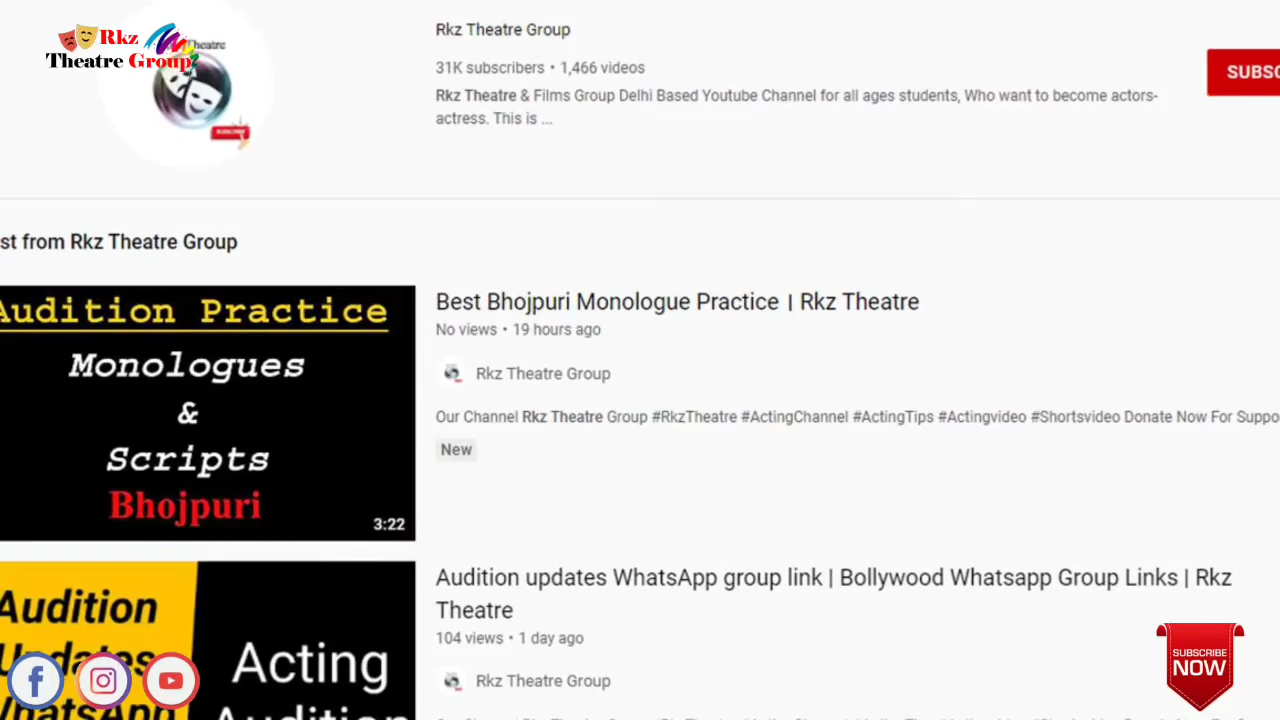 Rkz
Theatre Group
Theatre
SUBSCRIBE
Rkz Theatre Group
31K subscribers • 1,466 videos
Rkz Theatre & Films Group Delhi Based Youtube Channel for all ages students, Who want to become actors-
actress. This is ...
SUBSC
st from Rkz Theatre Group
Audition Practice
Monologues
&
Scripts
Bhojpuri
3:22
Best Bhojpuri Monologue Practice | Rkz Theatre
No views • 19 hours ago
Rkz Theatre Group
Our Channel Rkz Theatre Group #RkzTheatre #ActingChannel #ActingTips #Actingvideo #Shortsvideo Donate Now For Suppo
New
Audition
Updates
WhatsApp
Acting
Audition
Audition updates WhatsApp group link | Bollywood Whatsapp Group Links | Rkz
Theatre
104 views • 1 day ago
Rkz Theatre Group
SUBSCRIBE
NOW